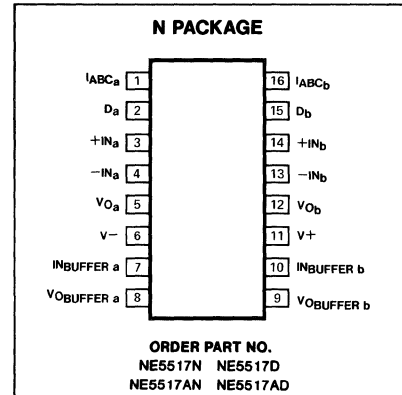 N PACKAGE
IABCa 1 16 IABCb
Da 2 15 Db
+INa 3 14 +INb
−INa 4 13 −INb
VOa 5 12 VOb
V− 6 11 V+
INBUFFER a 7 10 INBUFFER b
VOBUFFER a 8 9 VOBUFFER b
ORDER PART NO.
NE5517N NE5517D
NE5517AN NE5517AD